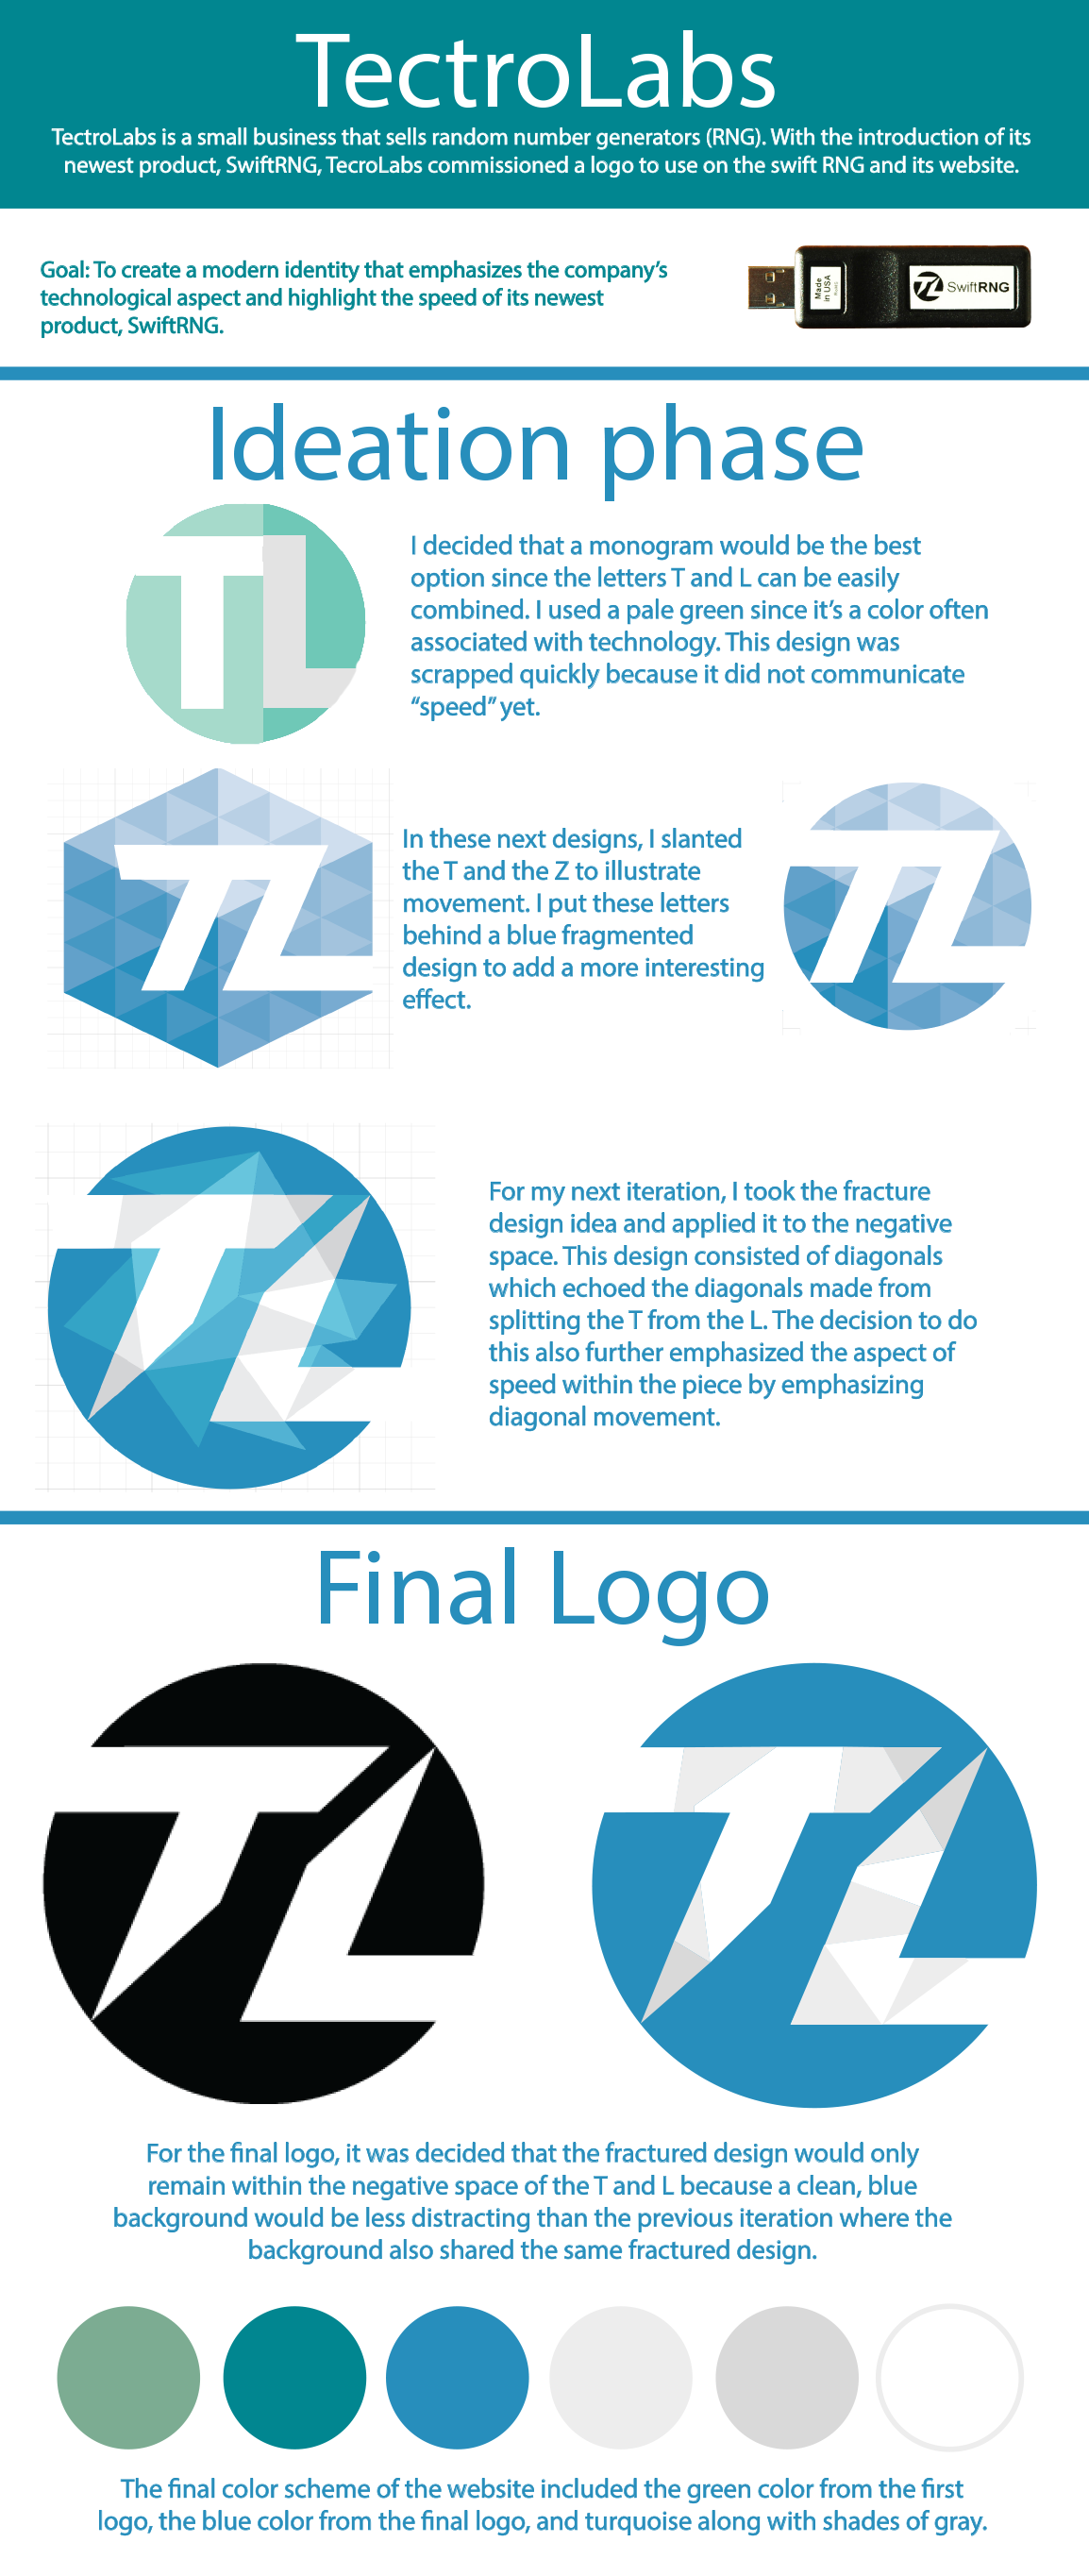 TectroLabs
TectroLabs is a small business that sells random number generators (RNG). With the introduction of its
newest product, SwiftRNG, TecroLabs commissioned a logo to use on the swift RNG and its website.
Goal: To create a modern identity that emphasizes the company's
technological aspect and highlight the speed of its newest
product, SwiftRNG.
Made
in USA
TL SwiftRNG
Ideation phase
TL
I decided that a monogram would be the best
option since the letters T and L can be easily
combined. I used a pale green since it's a color often
associated with technology. This design was
scrapped quickly because it did not communicate
“speed” yet.
TL
In these next designs, I slanted
the T and the Z to illustrate
movement. I put these letters
behind a blue fragmented
design to add a more interesting
effect.
TL
TL
For my next iteration, I took the fracture
design idea and applied it to the negative
space. This design consisted of diagonals
which echoed the diagonals made from
splitting the T from the L. The decision to do
this also further emphasized the aspect of
speed within the piece by emphasizing
diagonal movement.
Final Logo
TL
TL
For the final logo, it was decided that the fractured design would only
remain within the negative space of the T and L because a clean, blue
background would be less distracting than the previous iteration where the
background also shared the same fractured design.
The final color scheme of the website included the green color from the first
logo, the blue color from the final logo, and turquoise along with shades of gray.